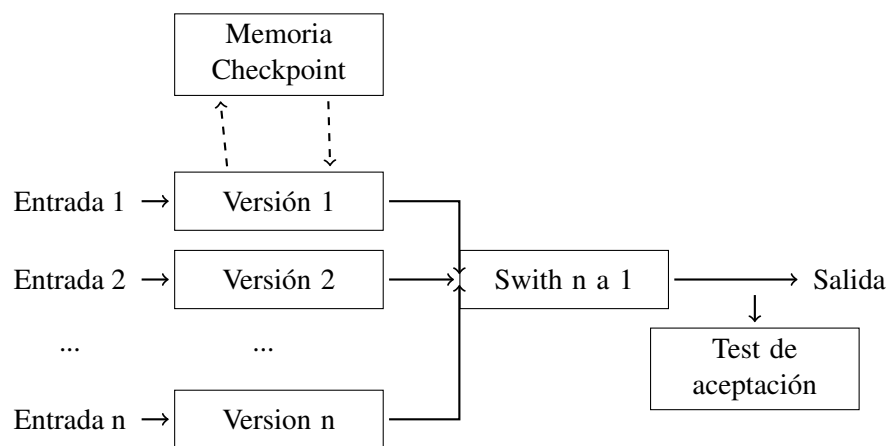 Memoria
Checkpoint
Entrada 1
Versión 1
Entrada 2
Versión 2
Swith n a 1
Salida
...
...
Test de
aceptación
Entrada n
Version n